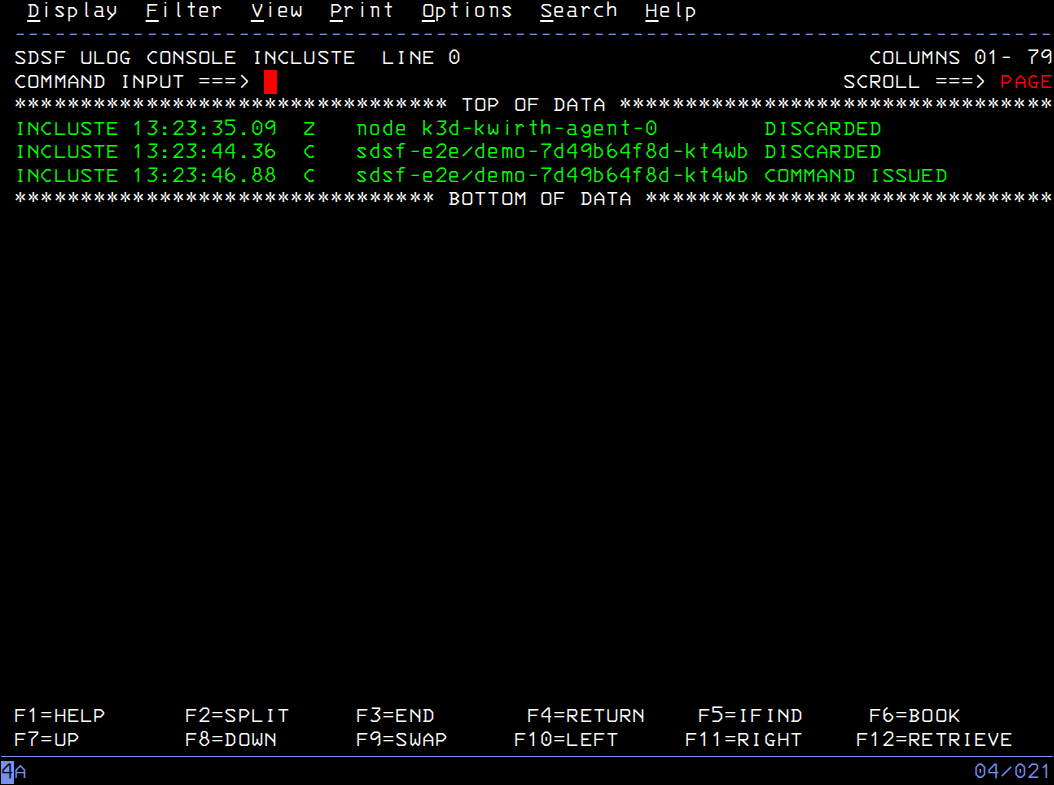 Display Filter View Print Options Search Help
-------------------------------------------------------------------------------
SDSF ULOG CONSOLE INCLUSTE LINE 0 COLUMNS 01- 79
COMMAND INPUT ===> SCROLL ===> PAGE
********************************* TOP OF DATA *********************************
INCLUSTE 13:23:35.09 Z node k3d-kwirth-agent-0 DISCARDED
INCLUSTE 13:23:44.36 C sdsf-e2e/demo-7d49b64f8d-kt4wb DISCARDED
INCLUSTE 13:23:46.88 C sdsf-e2e/demo-7d49b64f8d-kt4wb COMMAND ISSUED
******************************** BOTTOM OF DATA *******************************
F1=HELP F2=SPLIT F3=END F4=RETURN F5=IFIND F6=BOOK
F7=UP F8=DOWN F9=SWAP F10=LEFT F11=RIGHT F12=RETRIEVE
4A 04/021